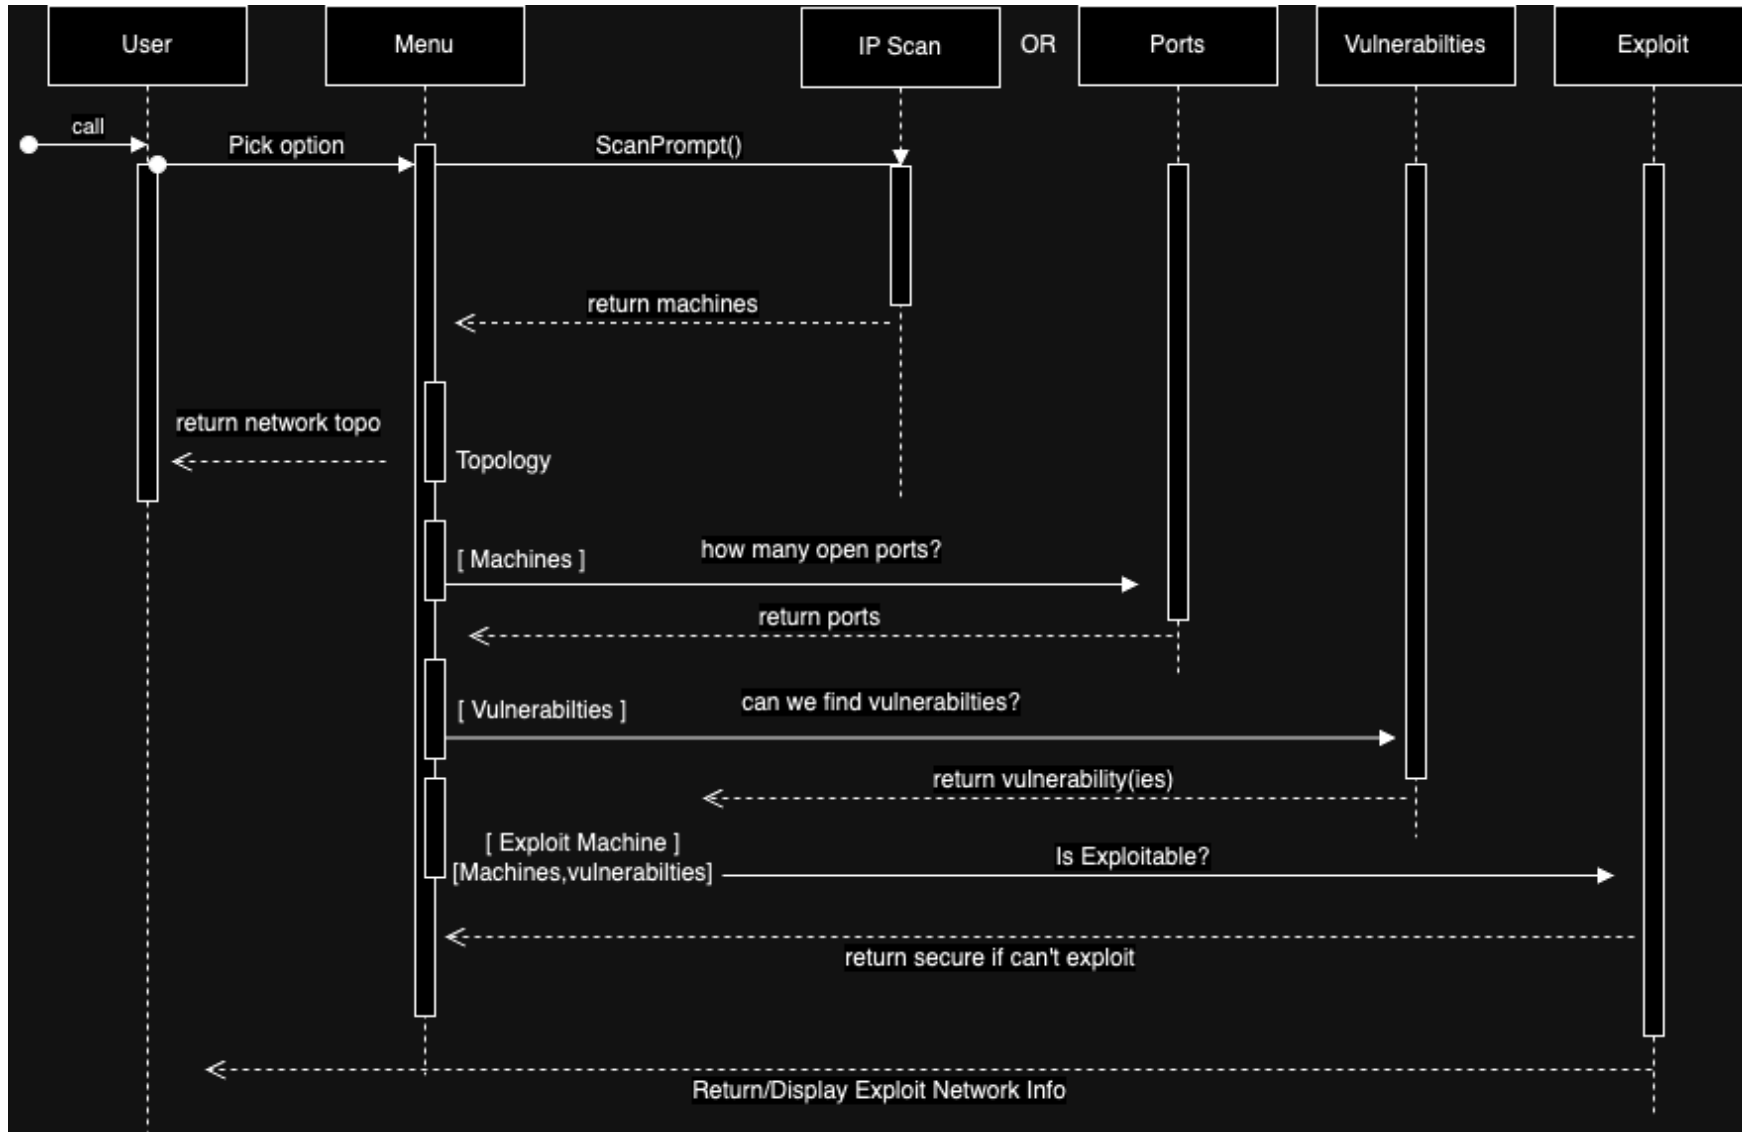 User
Menu
IP Scan
OR
Ports
Vulnerabilties
Exploit
call
Pick option
ScanPrompt()
return machines
return network topo
Topology
how many open ports?
[ Machines ]
return ports
can we find vulnerabilties?
[ Vulnerabilties ]
return vulnerability(ies)
[ Exploit Machine ]
[Machines,vulnerabilties]
Is Exploitable?
return secure if can't exploit
Return/Display Exploit Network Info